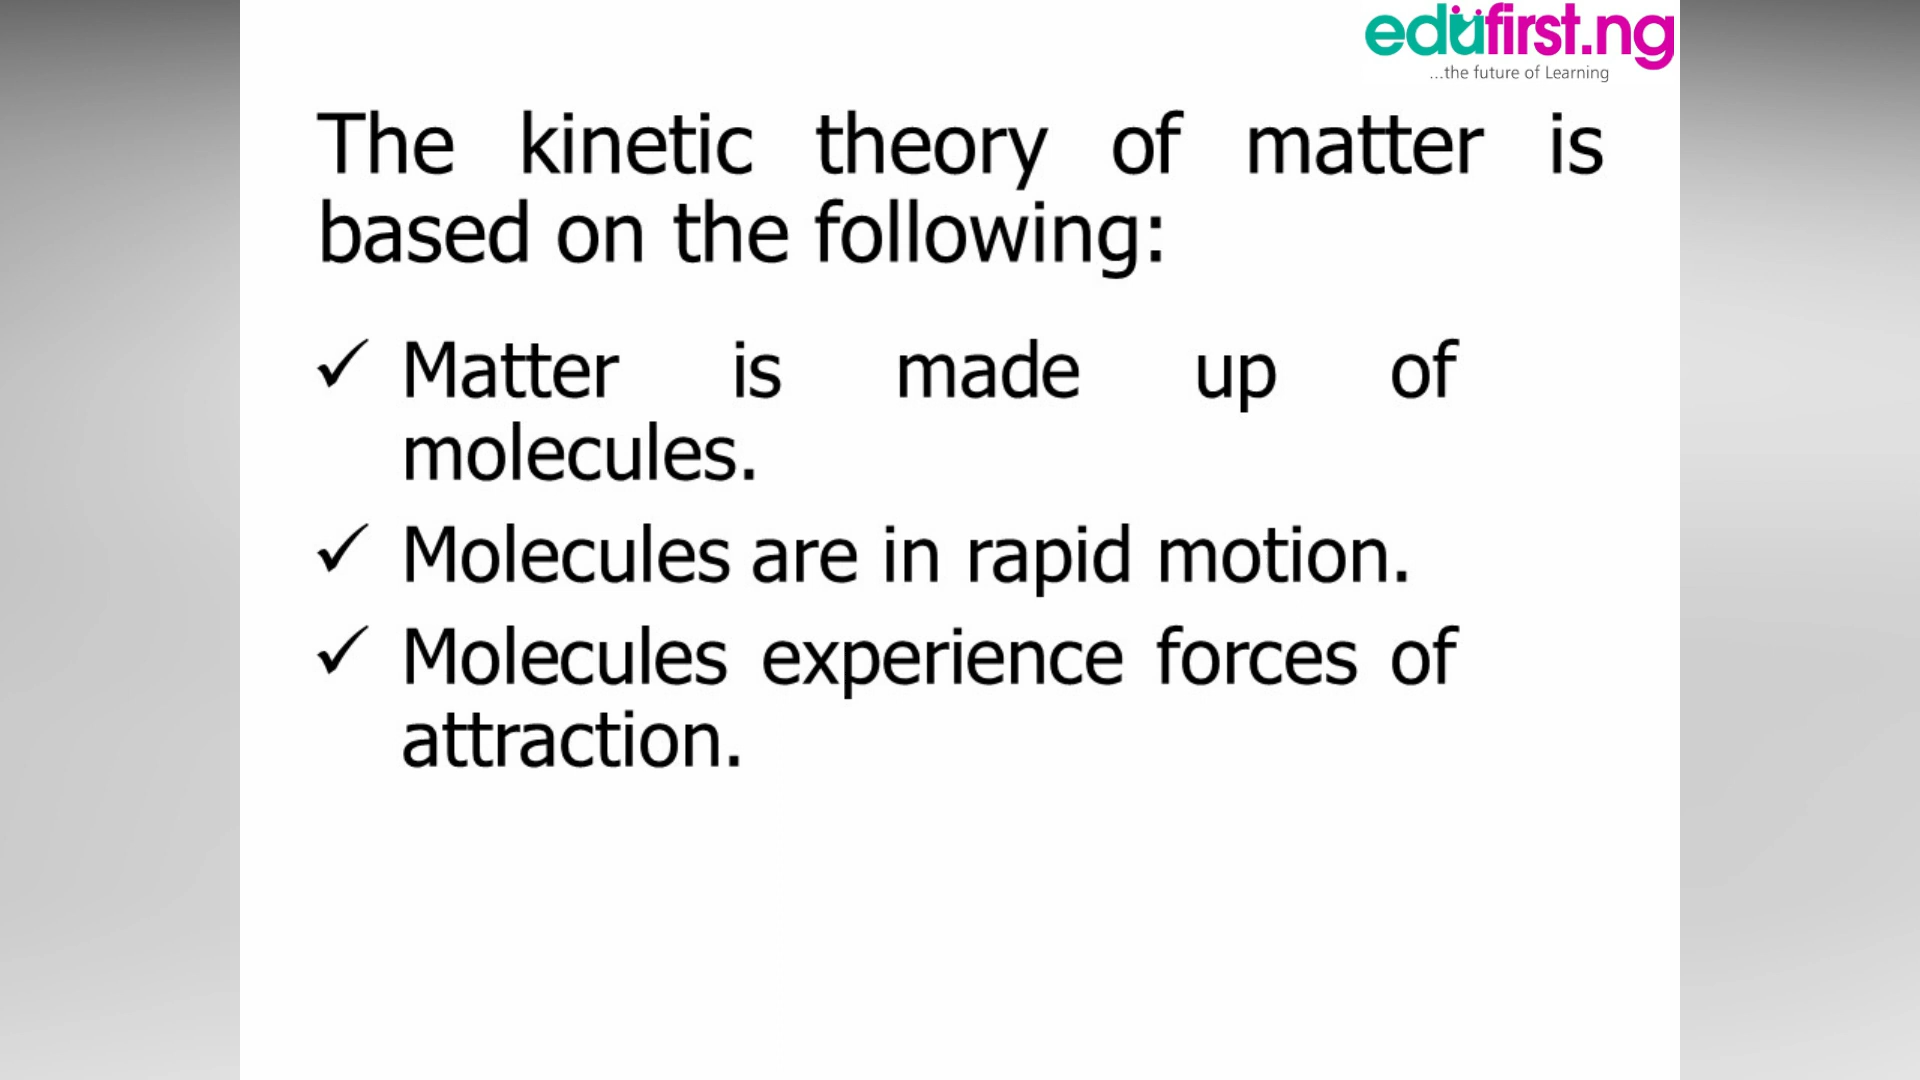 edufirst.ng
...the future of Learning
The kinetic theory of matter is
based on the following:
✓ Matter is made up of
molecules.
✓ Molecules are in rapid motion.
✓ Molecules experience forces of
attraction.